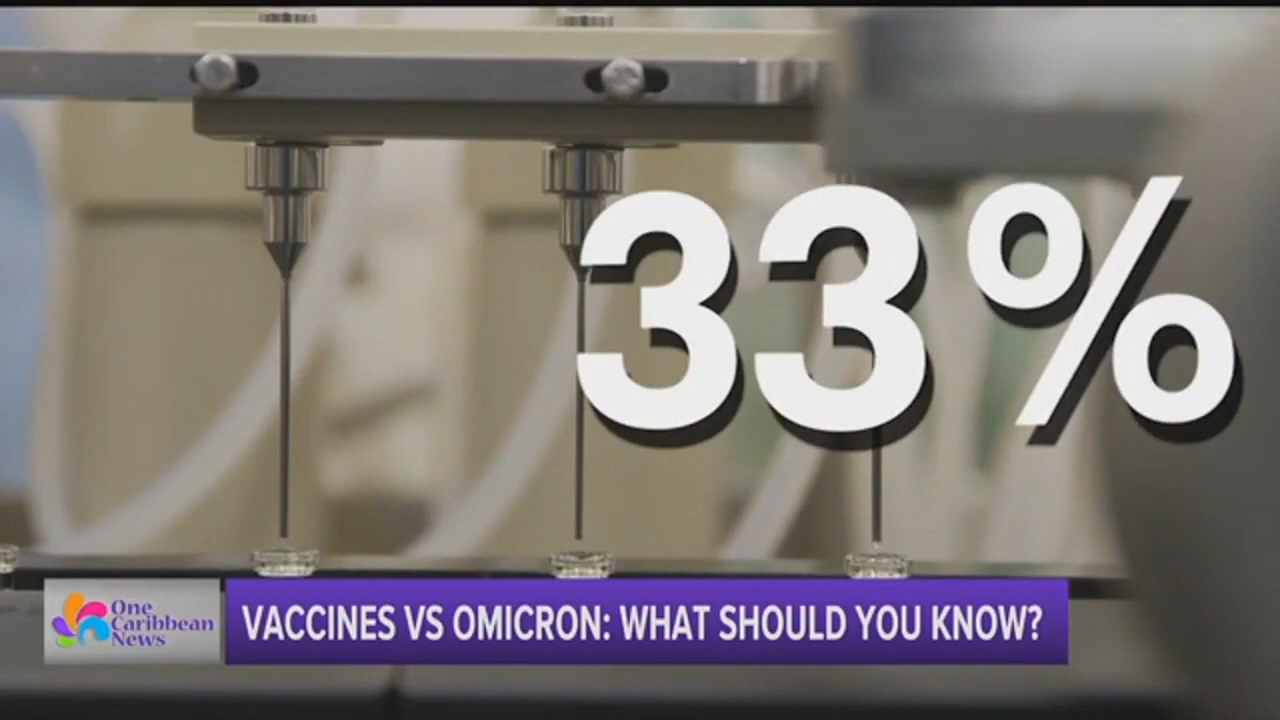 33%
One
Caribbean
News
VACCINES VS OMICRON: WHAT SHOULD YOU KNOW?